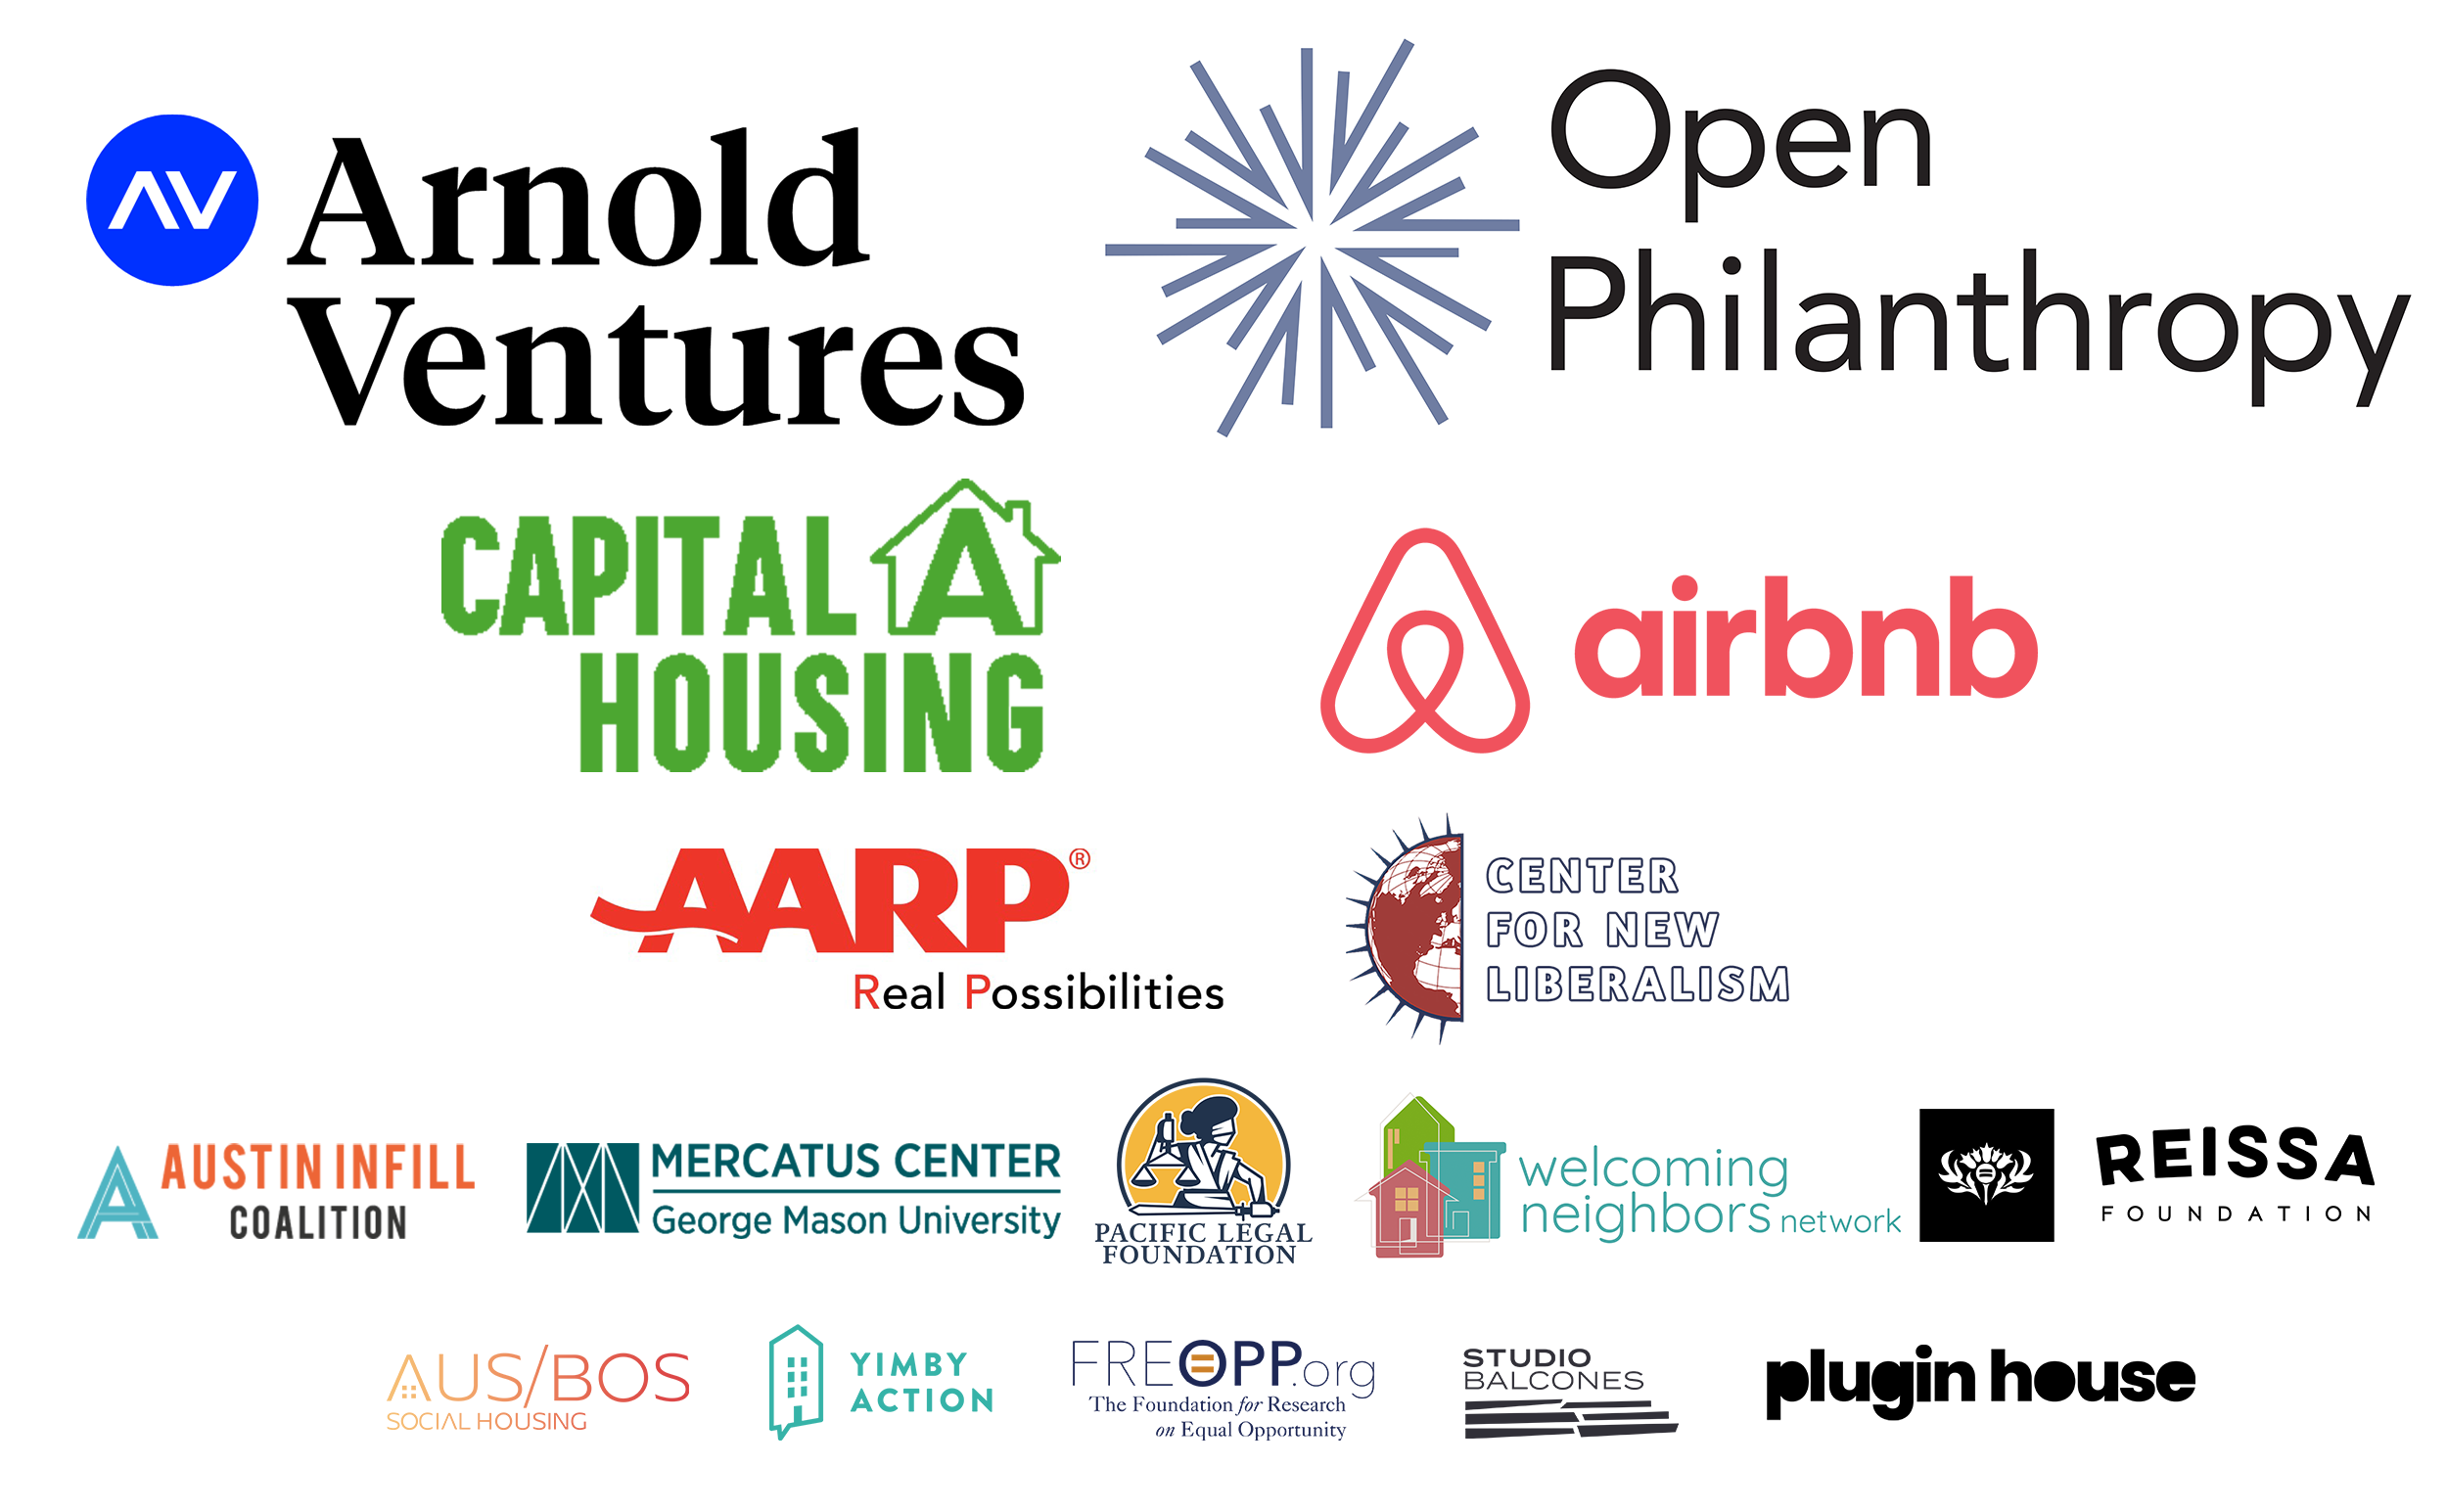 Arnold
Ventures
Open
Philanthropy
CAPITAL A
HOUSING
airbnb
AARP®
Real Possibilities
CENTER
FOR NEW
LIBERALISM
AUSTIN INFILL
COALITION
MERCATUS CENTER
George Mason University
PACIFIC LEGAL
FOUNDATION
welcoming
neighbors network
REISSA
FOUNDATION
AUS/BOS
SOCIAL HOUSING
YIMBY
ACTION
FREOPP.org
The Foundation for Research
on Equal Opportunity
STUDIO
BALCONES
plugin house